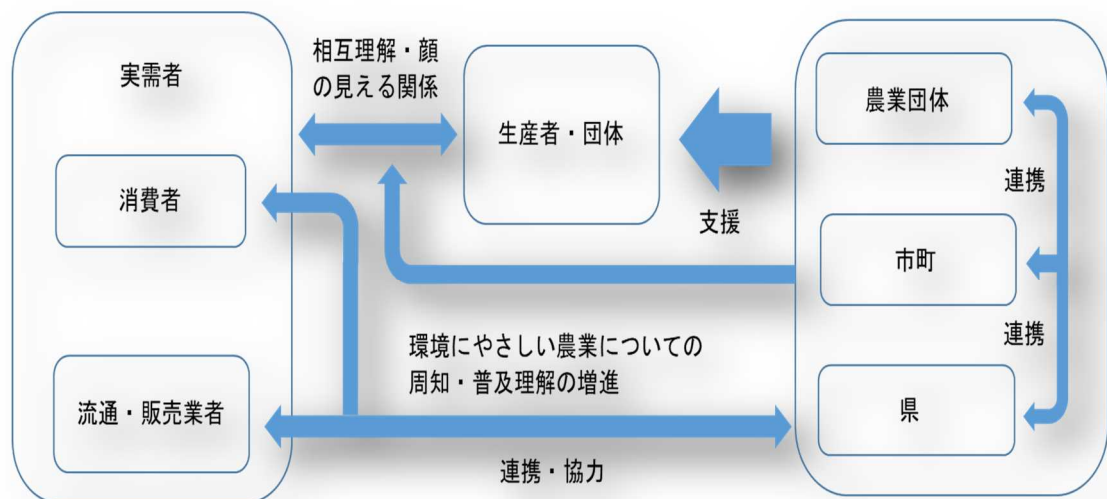 実需者
消費者
流通・販売業者
相互理解・顔
の見える関係
生産者・団体
支援
農業団体
連携
市町
連携
県
環境にやさしい農業についての
周知・普及理解の増進
連携・協力